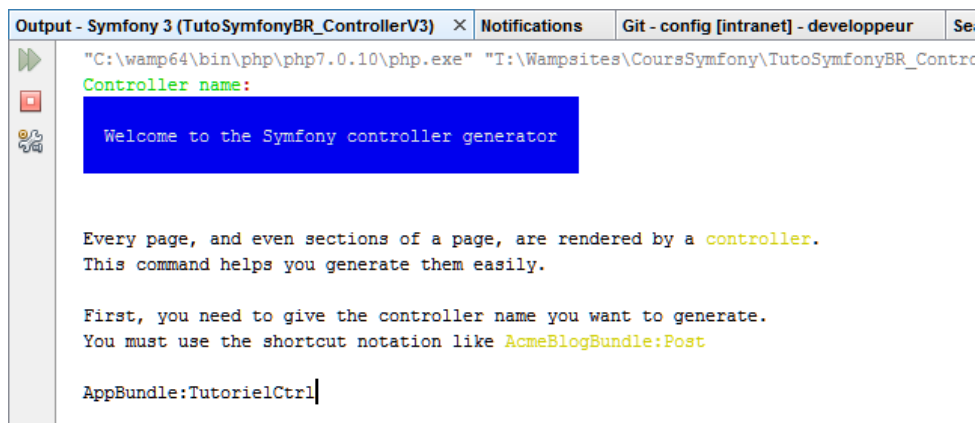 Output - Symfony 3 (TutoSymfonyBR_ControllerV3) × Notifications Git - config [intranet] - developpeur
"C:\wamp64\bin\php\php7.0.10\php.exe" "T:\Wampsites\CoursSymfony\TutoSymfonyBR_Contro
Controller name:
Welcome to the Symfony controller generator
Every page, and even sections of a page, are rendered by a controller.
This command helps you generate them easily.
First, you need to give the controller name you want to generate.
You must use the shortcut notation like AcmeBlogBundle:Post
AppBundle:TutorielCtrl